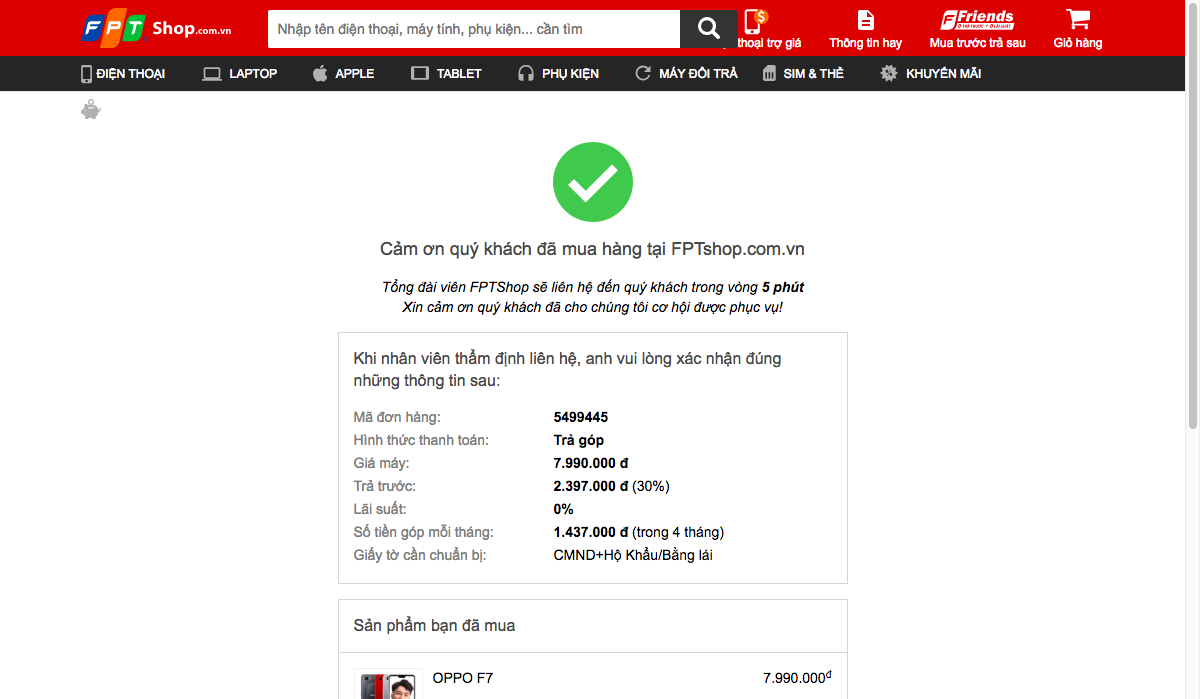 FPT Shop.com.vn
Nhập tên điện thoại, máy tính, phụ kiện... cần tìm
thoại trợ giá
Thông tin hay
Friends
Mua trước trả sau
Giỏ hàng
ĐIỆN THOẠI
LAPTOP
APPLE
TABLET
PHỤ KIỆN
MÁY ĐỔI TRẢ
SIM & THẺ
KHUYẾN MÃI
Cảm ơn quý khách đã mua hàng tại FPTshop.com.vn
Tổng đài viên FPTShop sẽ liên hệ đến quý khách trong vòng 5 phút
Xin cảm ơn quý khách đã cho chúng tôi cơ hội được phục vụ!
Khi nhân viên thẩm định liên hệ, anh vui lòng xác nhận đúng
những thông tin sau:
Mã đơn hàng: 5499445
Hình thức thanh toán: Trả góp
Giá máy: 7.990.000 đ
Trả trước: 2.397.000 đ (30%)
Lãi suất: 0%
Số tiền góp mỗi tháng: 1.437.000 đ (trong 4 tháng)
Giấy tờ cần chuẩn bị: CMND+Hộ Khẩu/Bằng lái
Sản phẩm bạn đã mua
OPPO F7 7.990.000đ